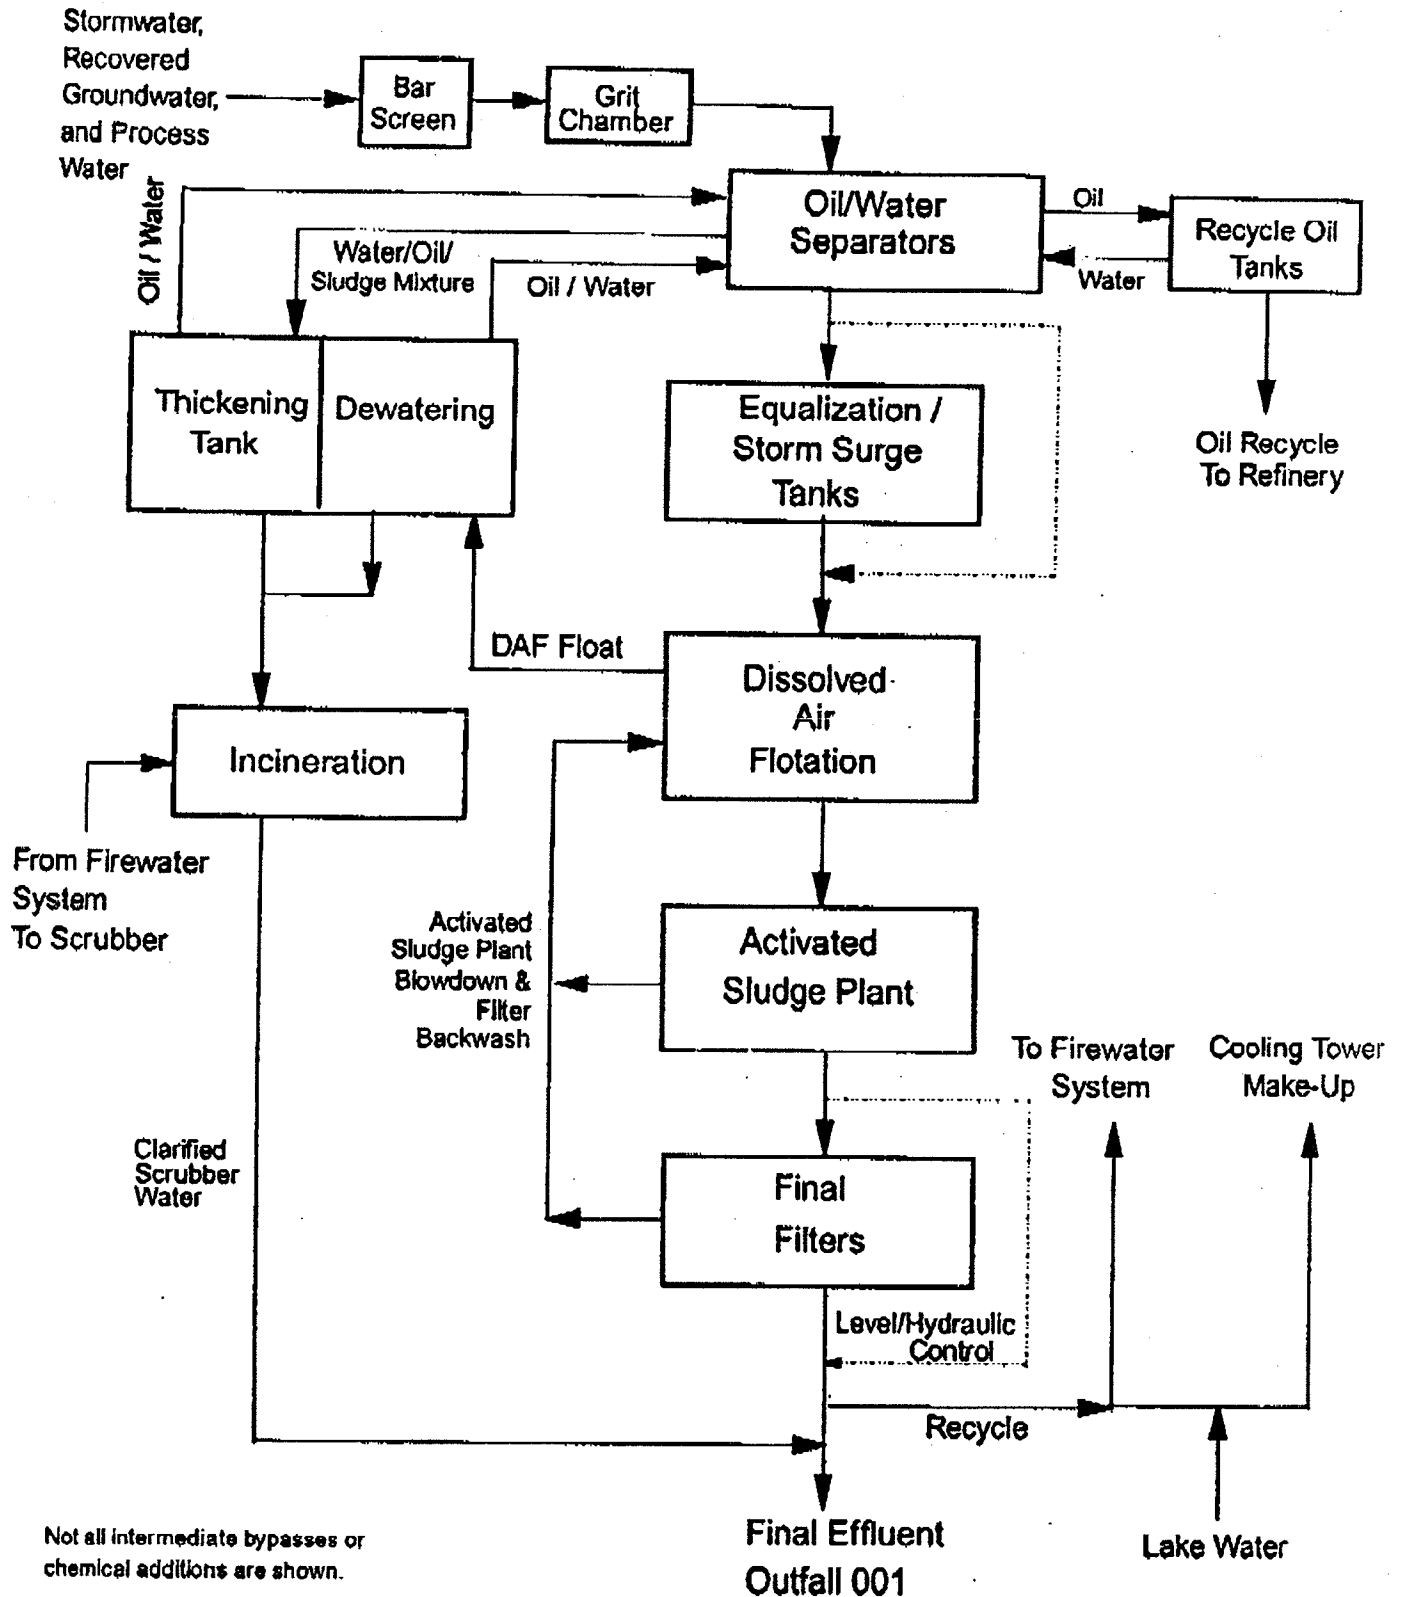 Stormwater,
Recovered
Groundwater,
and Process
Water
Bar
Screen
Grit
Chamber
Oil/Water
Separators
Oil
Water
Recycle Oil
Tanks
Oil Recycle
To Refinery
Oil / Water
Water/Oil/
Sludge Mixture
Oil / Water
Thickening
Tank
Dewatering
Equalization /
Storm Surge
Tanks
DAF Float
Dissolved
Air
Flotation
Incineration
From Firewater
System
To Scrubber
Activated
Sludge Plant
Blowdown &
Filter
Backwash
Activated
Sludge Plant
To Firewater
System
Cooling Tower
Make-Up
Clarified
Scrubber
Water
Final
Filters
Level/Hydraulic
Control
Recycle
Lake Water
Final Effluent
Outfall 001
Not all intermediate bypasses or
chemical additions are shown.